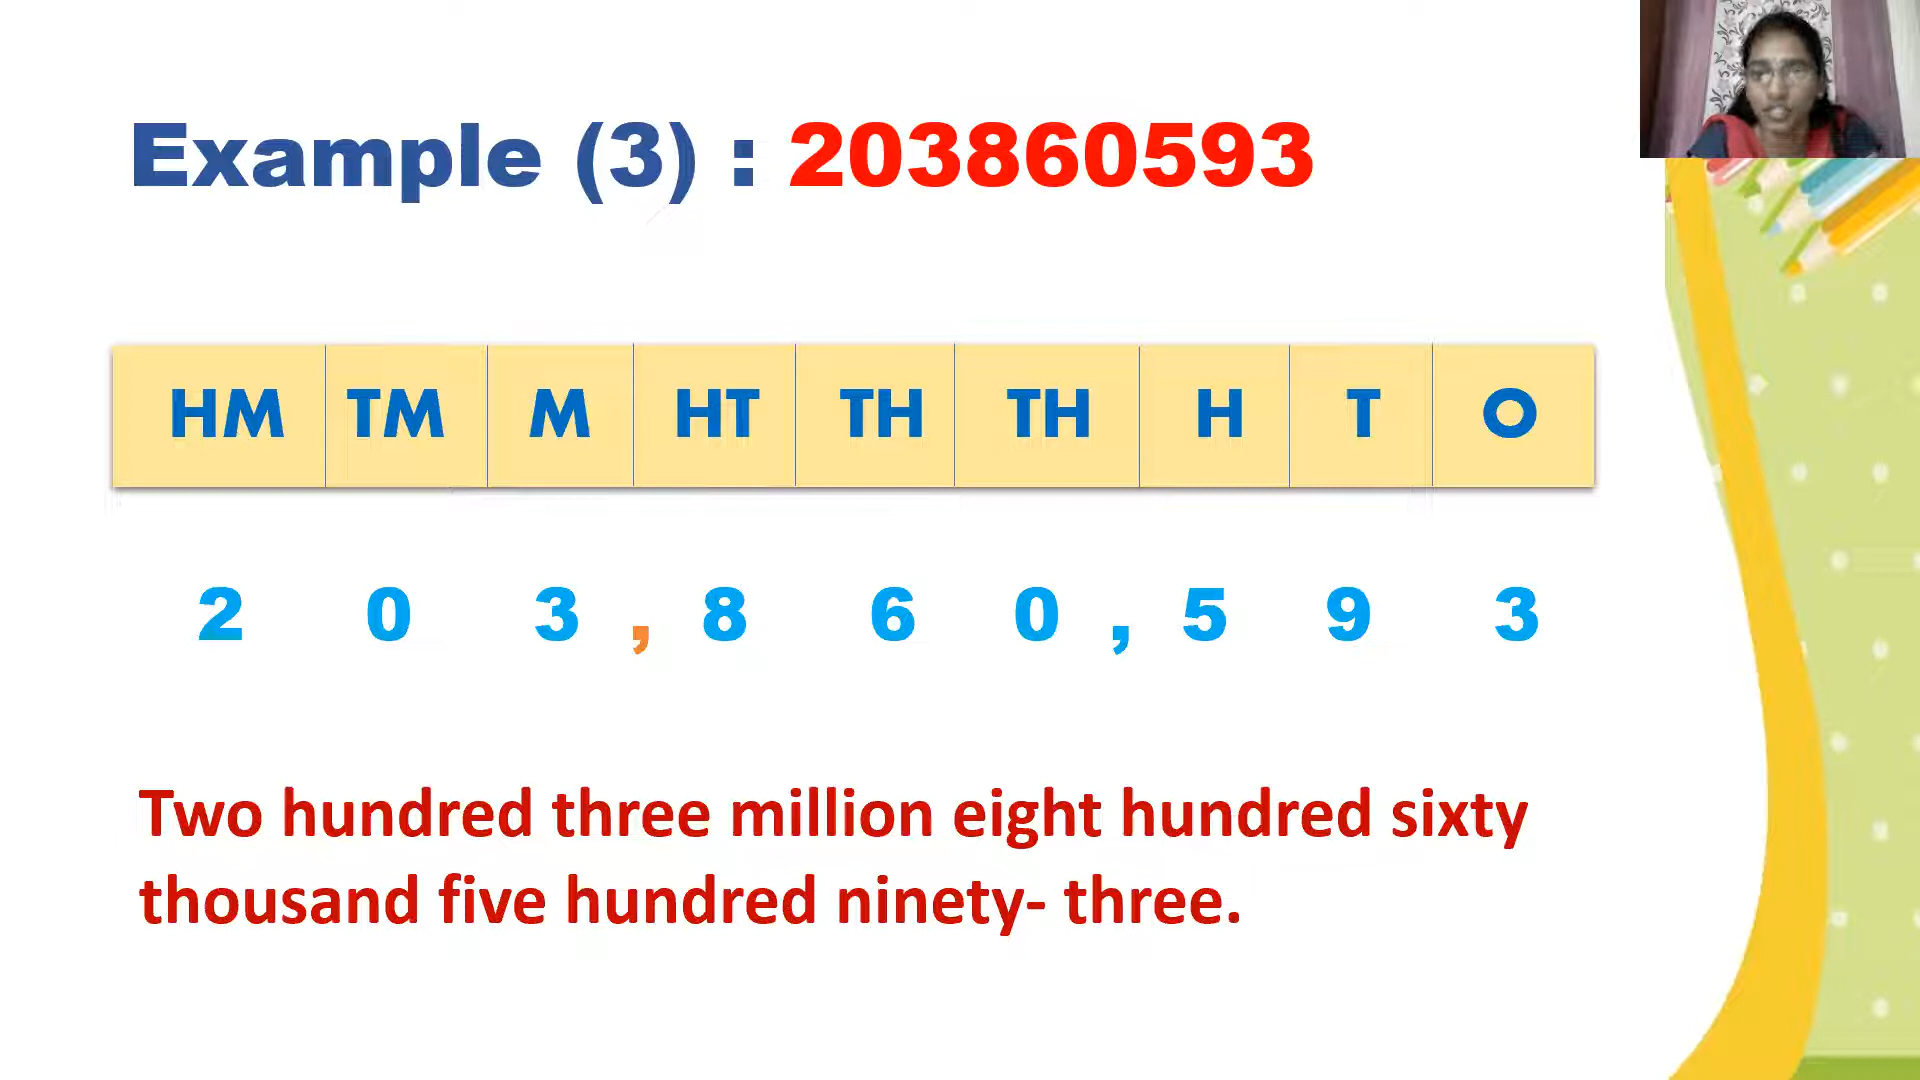 Example (3) : 203860593
HM TM M HT TH TH H T O
2 0 3 , 8 6 0 , 5 9 3
Two hundred three million eight hundred sixty
thousand five hundred ninety- three.